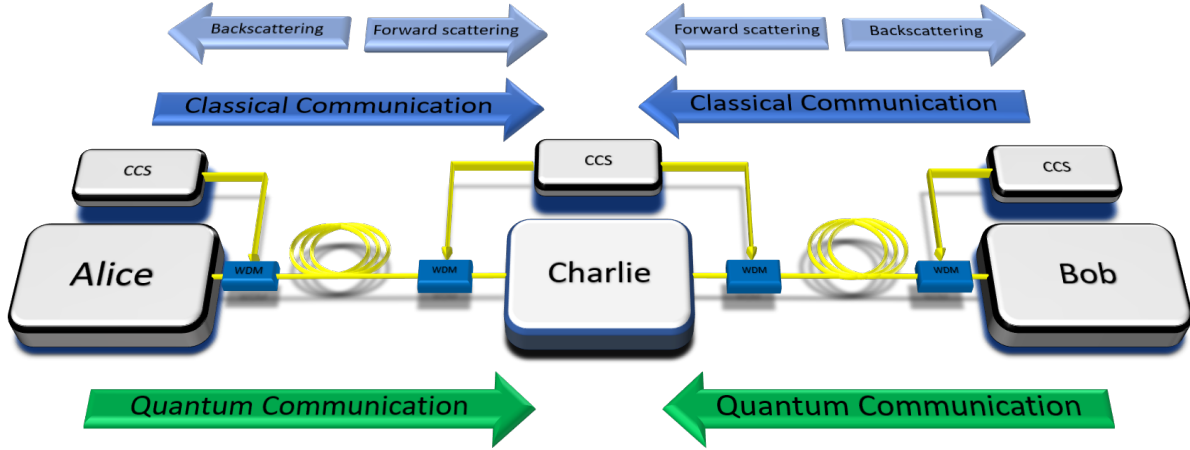 Backscattering
Forward scattering
Forward scattering
Backscattering
Classical Communication
Classical Communication
CCS
CCS
CCS
Alice
WDM
WDM
Charlie
WDM
WDM
Bob
Quantum Communication
Quantum Communication